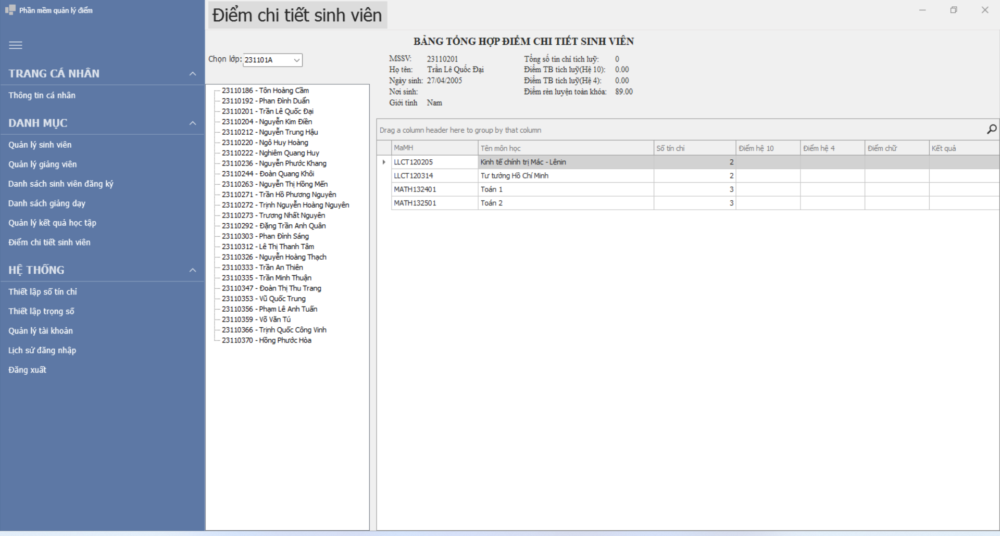 Phần mềm quản lý điểm
Điểm chi tiết sinh viên
TRANG CÁ NHÂN
Thông tin cá nhân
DANH MỤC
Quản lý sinh viên
Quản lý giảng viên
Danh sách sinh viên đăng ký
Danh sách giảng dạy
Quản lý kết quả học tập
Điểm chi tiết sinh viên
HỆ THỐNG
Thiết lập số tín chỉ
Thiết lập trọng số
Quản lý tài khoản
Lịch sử đăng nhập
Đăng xuất
Chọn lớp: 231101A
23110186 - Tôn Hoàng Cầm
23110192 - Phan Đình Duẩn
23110201 - Trần Lê Quốc Đại
23110204 - Nguyễn Kim Điền
23110212 - Nguyễn Trung Hậu
23110220 - Ngô Huy Hoàng
23110222 - Nghiêm Quang Huy
23110236 - Nguyễn Phước Khang
23110244 - Đoàn Quang Khôi
23110263 - Nguyễn Thị Hồng Mến
23110271 - Trần Hồ Phương Nguyên
23110272 - Trịnh Nguyễn Hoàng Nguyên
23110273 - Trương Nhất Nguyên
23110292 - Đặng Trần Anh Quân
23110303 - Phan Đình Sáng
23110312 - Lê Thị Thanh Tâm
23110326 - Nguyễn Hoàng Thạch
23110333 - Trần An Thiên
23110335 - Trần Minh Thuận
23110347 - Đoàn Thị Thu Trang
23110353 - Vũ Quốc Trung
23110356 - Phạm Lê Anh Tuấn
23110359 - Võ Văn Tú
23110366 - Trịnh Quốc Công Vinh
23110370 - Hồng Phước Hòa
BẢNG TỔNG HỢP ĐIỂM CHI TIẾT SINH VIÊN
MSSV: 23110201 Tổng số tín chỉ tích luỹ: 0
Họ tên: Trần Lê Quốc Đại Điểm TB tích luỹ(Hệ 10): 0.00
Ngày sinh: 27/04/2005 Điểm TB tích luỹ(Hệ 4): 0.00
Nơi sinh: Điểm rèn luyện toàn khóa: 89.00
Giới tính Nam
Drag a column header here to group by that column
MaMH Tên môn học Số tín chỉ Điểm hệ 10 Điểm hệ 4 Điểm chữ Kết quả
LLCT120205 Kinh tế chính trị Mác - Lênin 2
LLCT120314 Tư tưởng Hồ Chí Minh 2
MATH132401 Toán 1 3
MATH132501 Toán 2 3